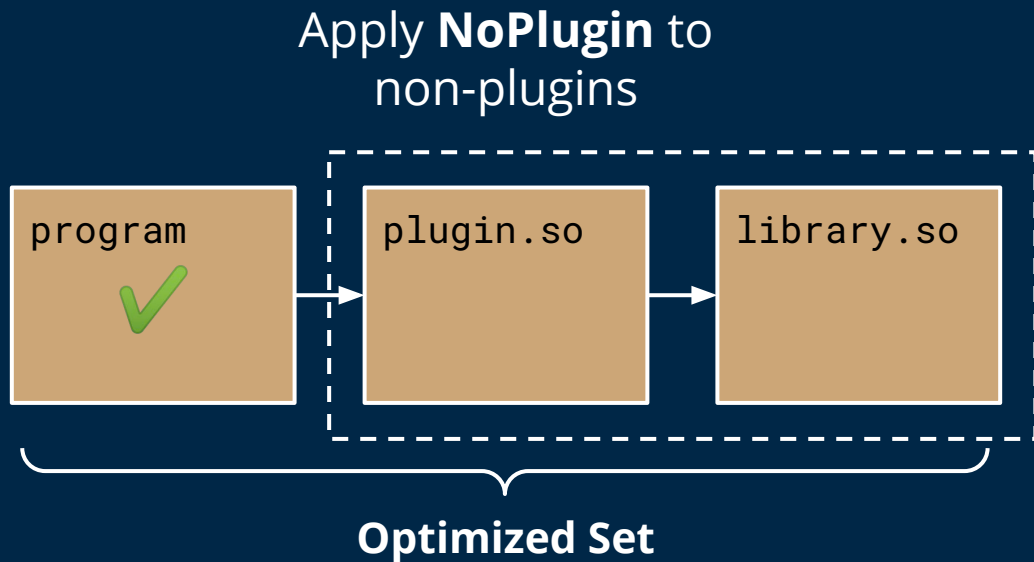 Apply NoPlugin to
non-plugins
program
plugin.so
library.so
Optimized Set